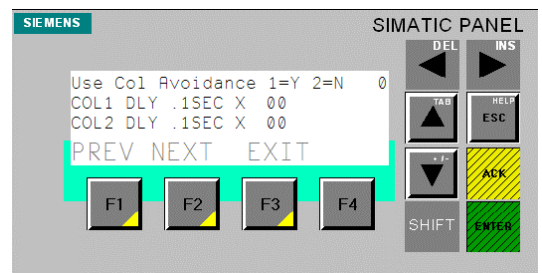 SIEMENS
SIMATIC PANEL
DEL
INS
Use Col Avoidance 1=Y 2=N 0
COL1 DLY .1SEC X 00
COL2 DLY .1SEC X 00
PREV NEXT EXIT
TAB
HELP
ESC
+/-
ACK
F1
F2
F3
F4
SHIFT
ENTER